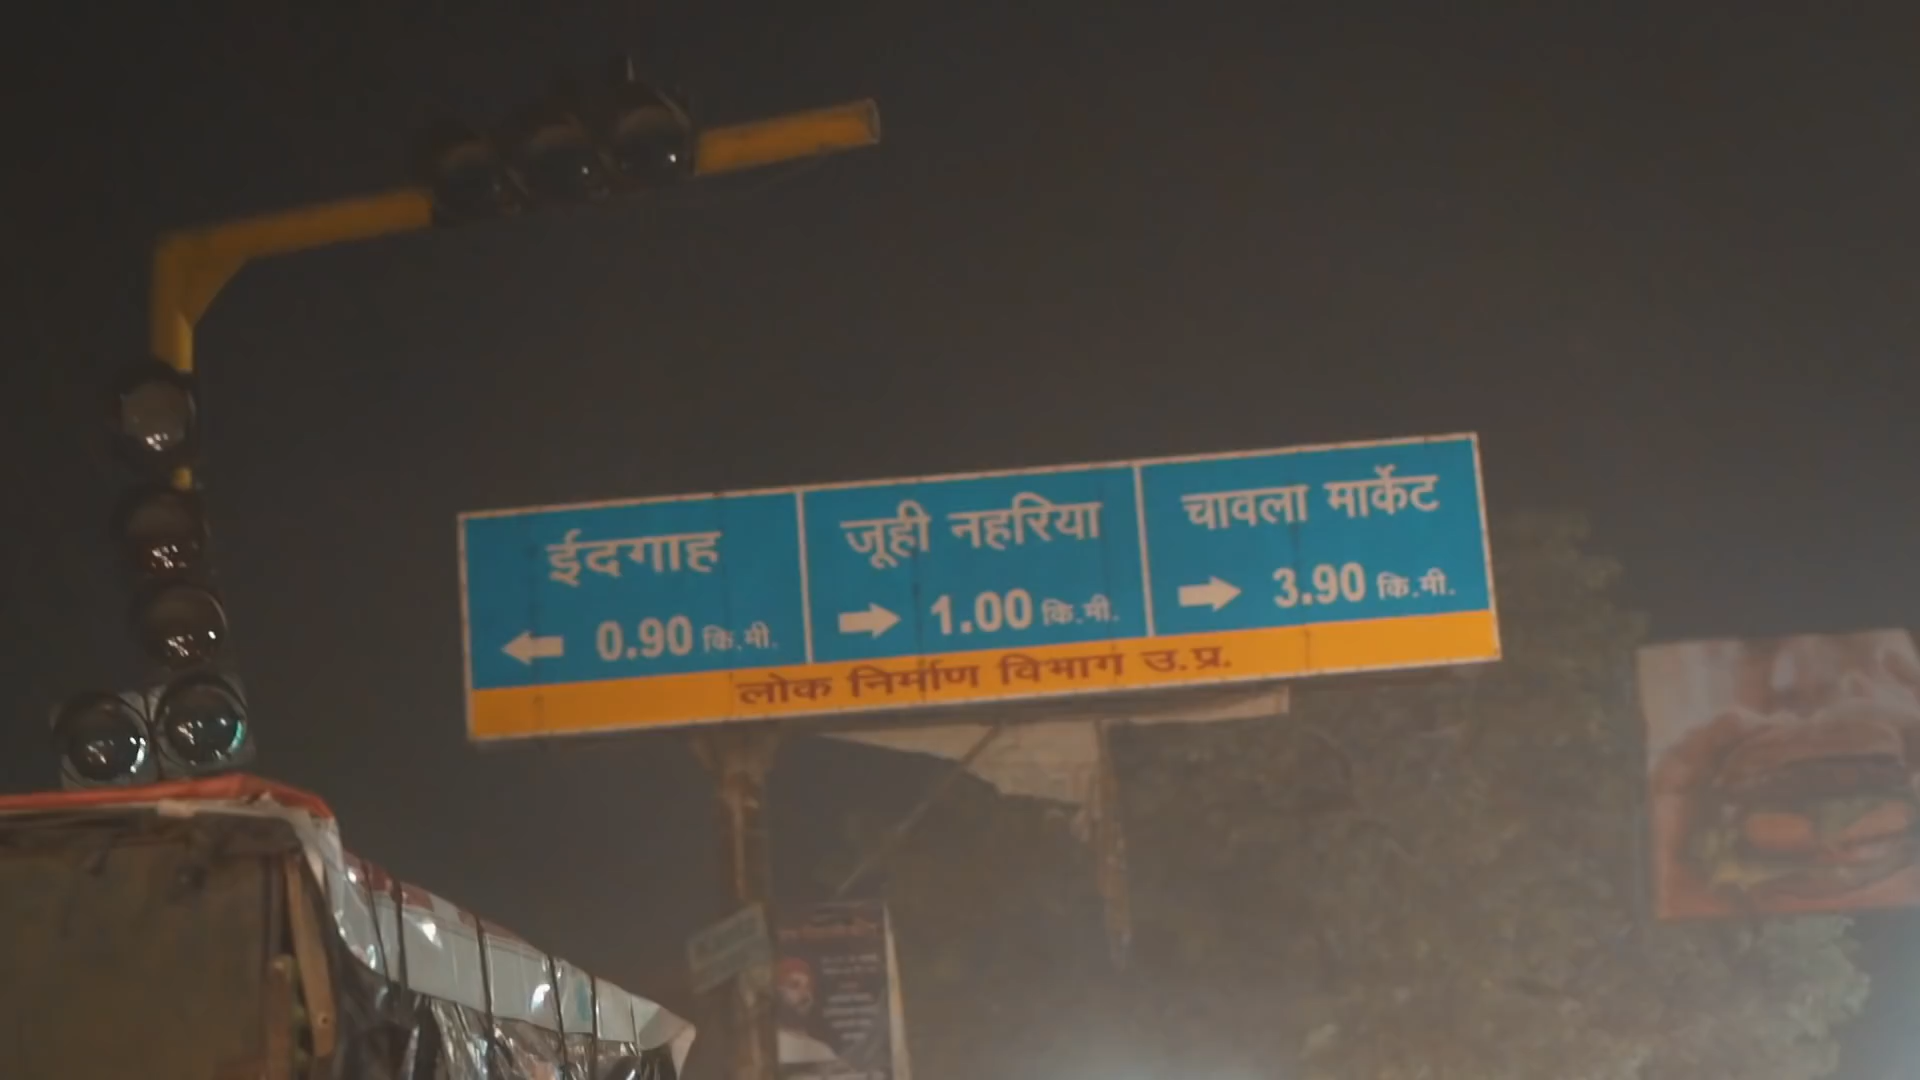 ईदगाह
← 0.90 कि.मी.
जूही नहरिया
→ 1.00 कि.मी.
चावला मार्केट
→ 3.90 कि.मी.
लोक निर्माण विभाग उ.प्र.